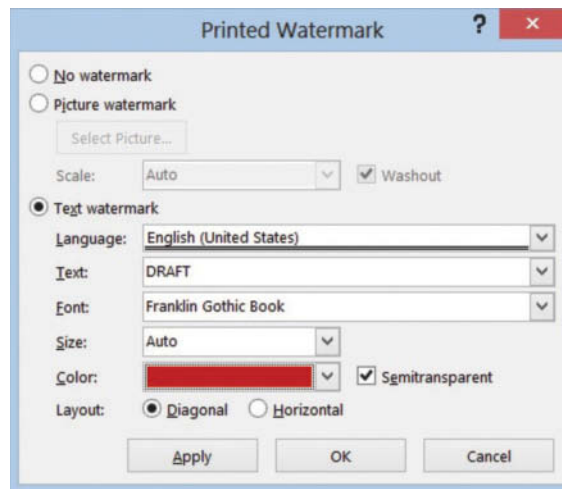 Printed Watermark ? ×
No watermark
Picture watermark
Select Picture...
Scale: Auto Washout
Text watermark
Language: English (United States)
Text: DRAFT
Font: Franklin Gothic Book
Size: Auto
Color: Semitransparent
Layout: Diagonal Horizontal
Apply OK Cancel